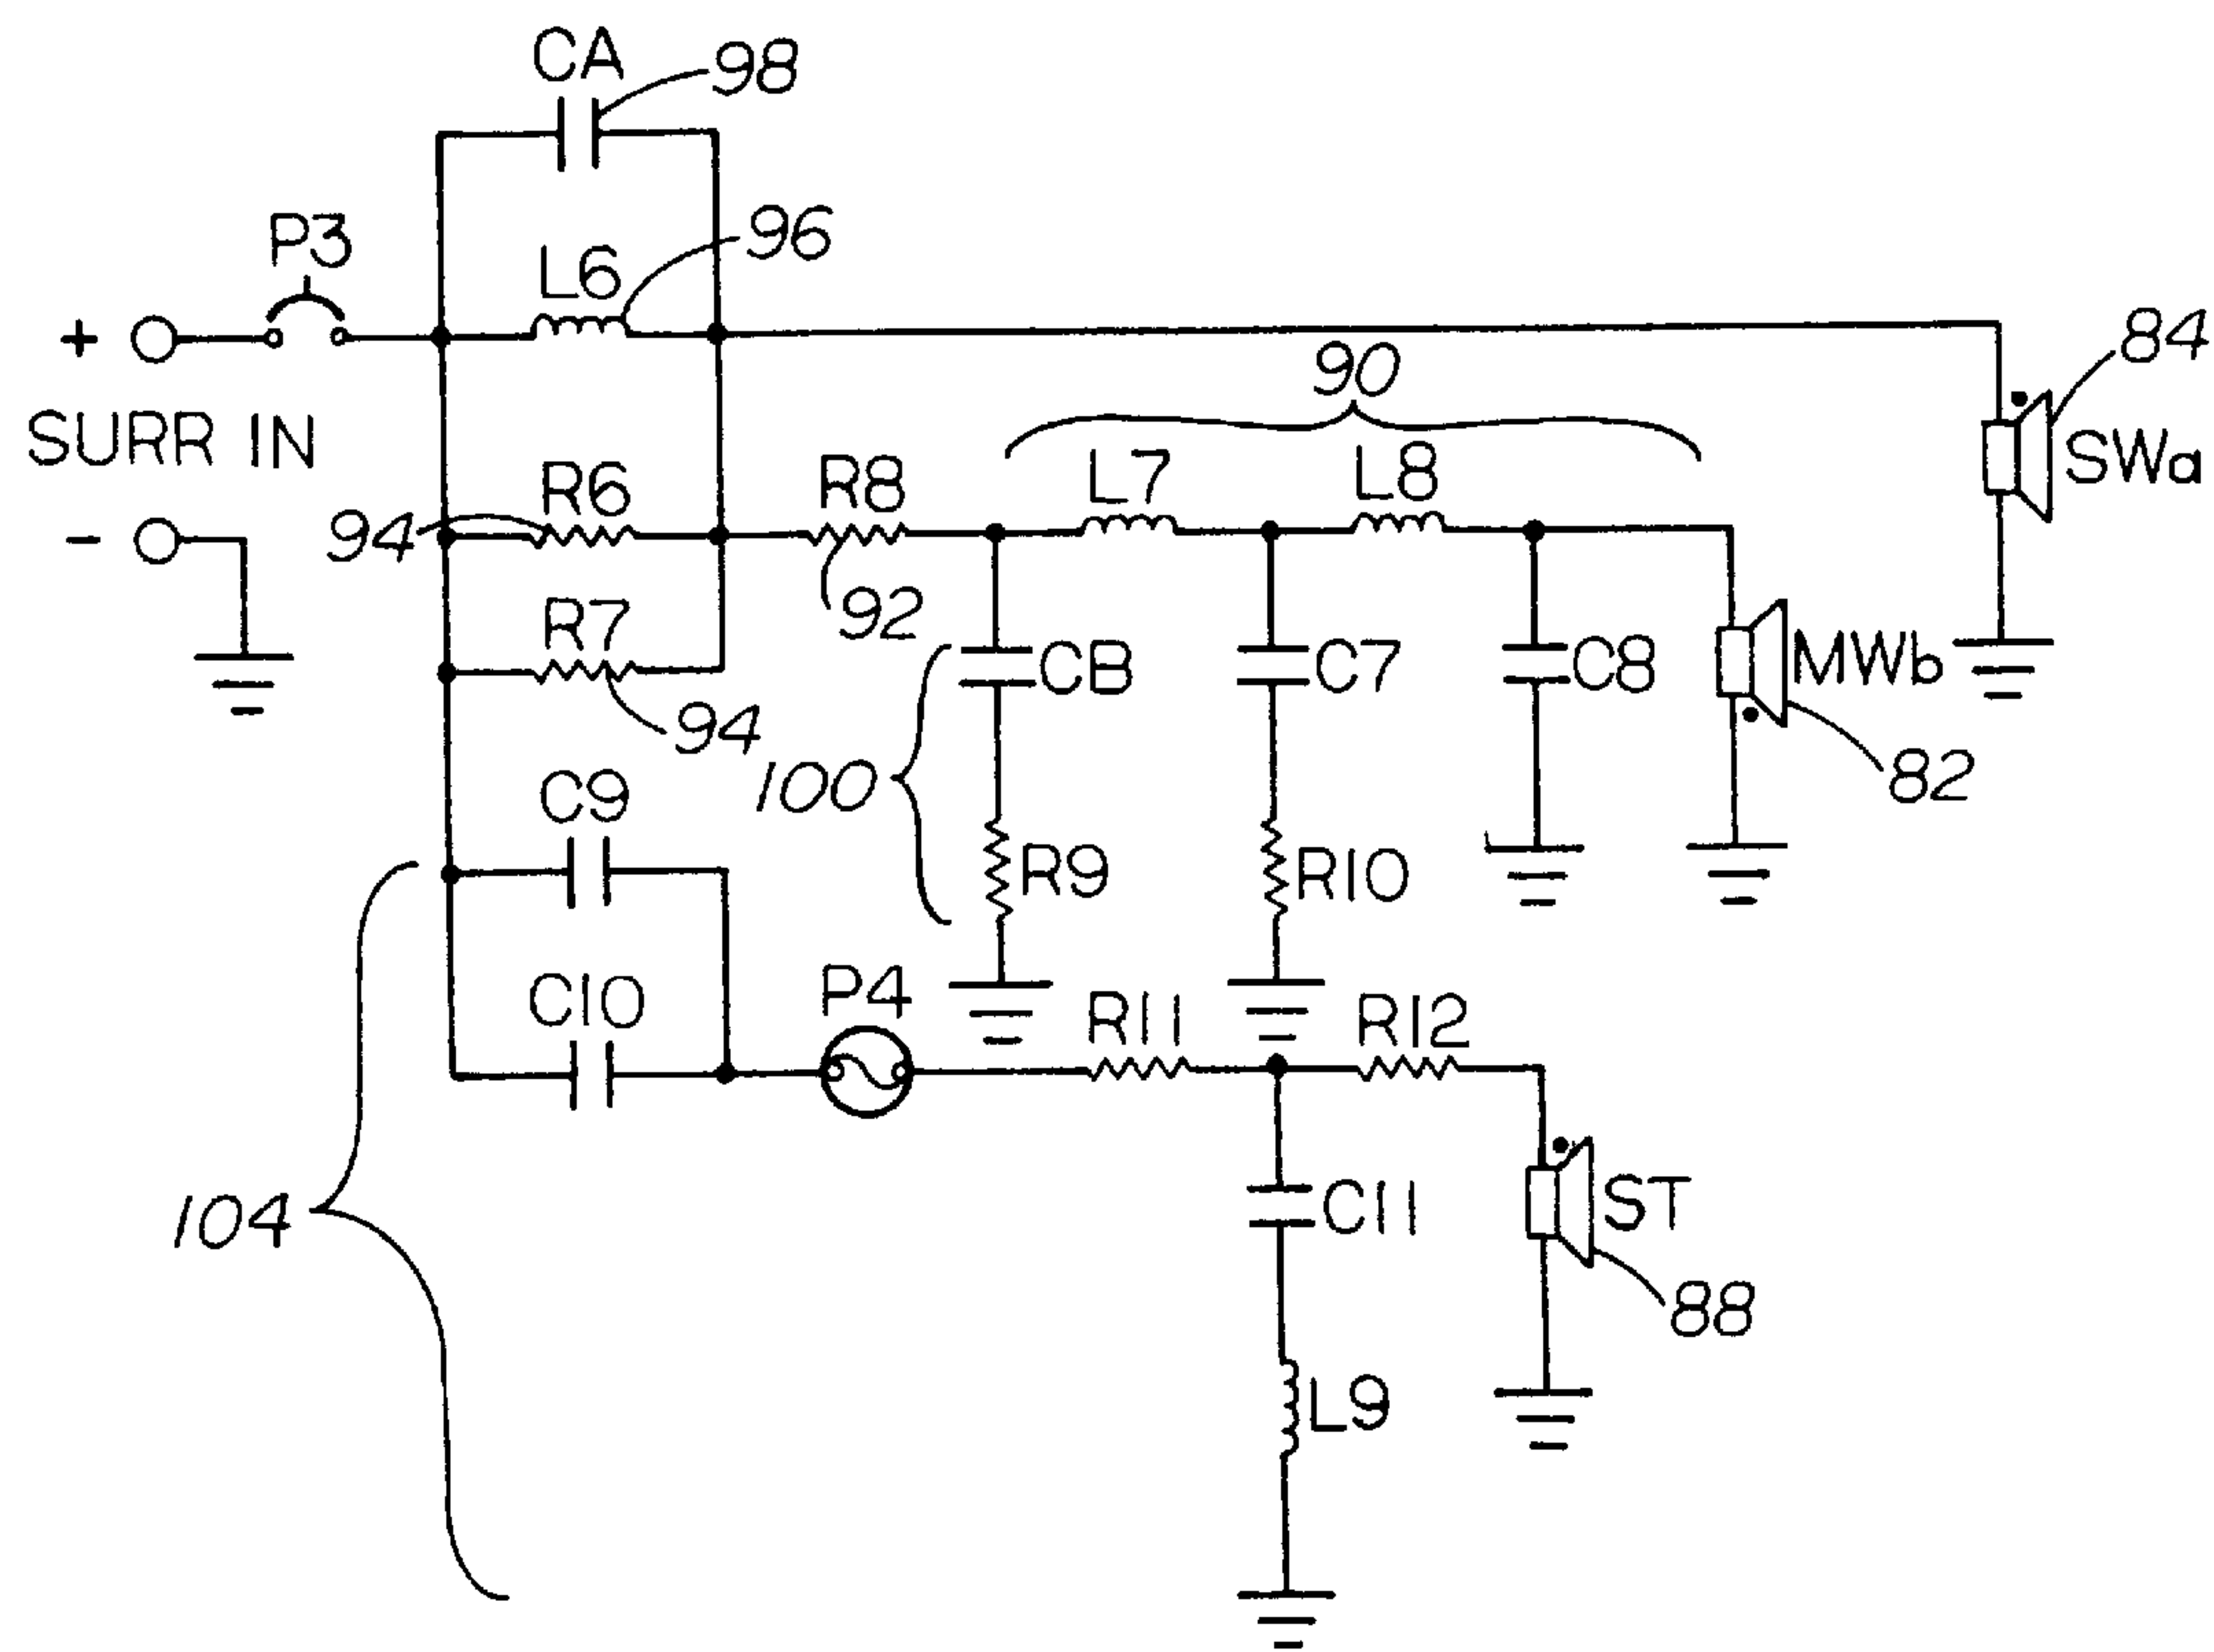 CA
98
P3
L6
96
+
84
SURR IN
90
SWa
R6
R8
L7
L8
94
-
92
R7
CB
C7
C8
MWb
94
100
82
C9
R9
R10
C10
P4
R11
R12
104
C11
ST
88
L9